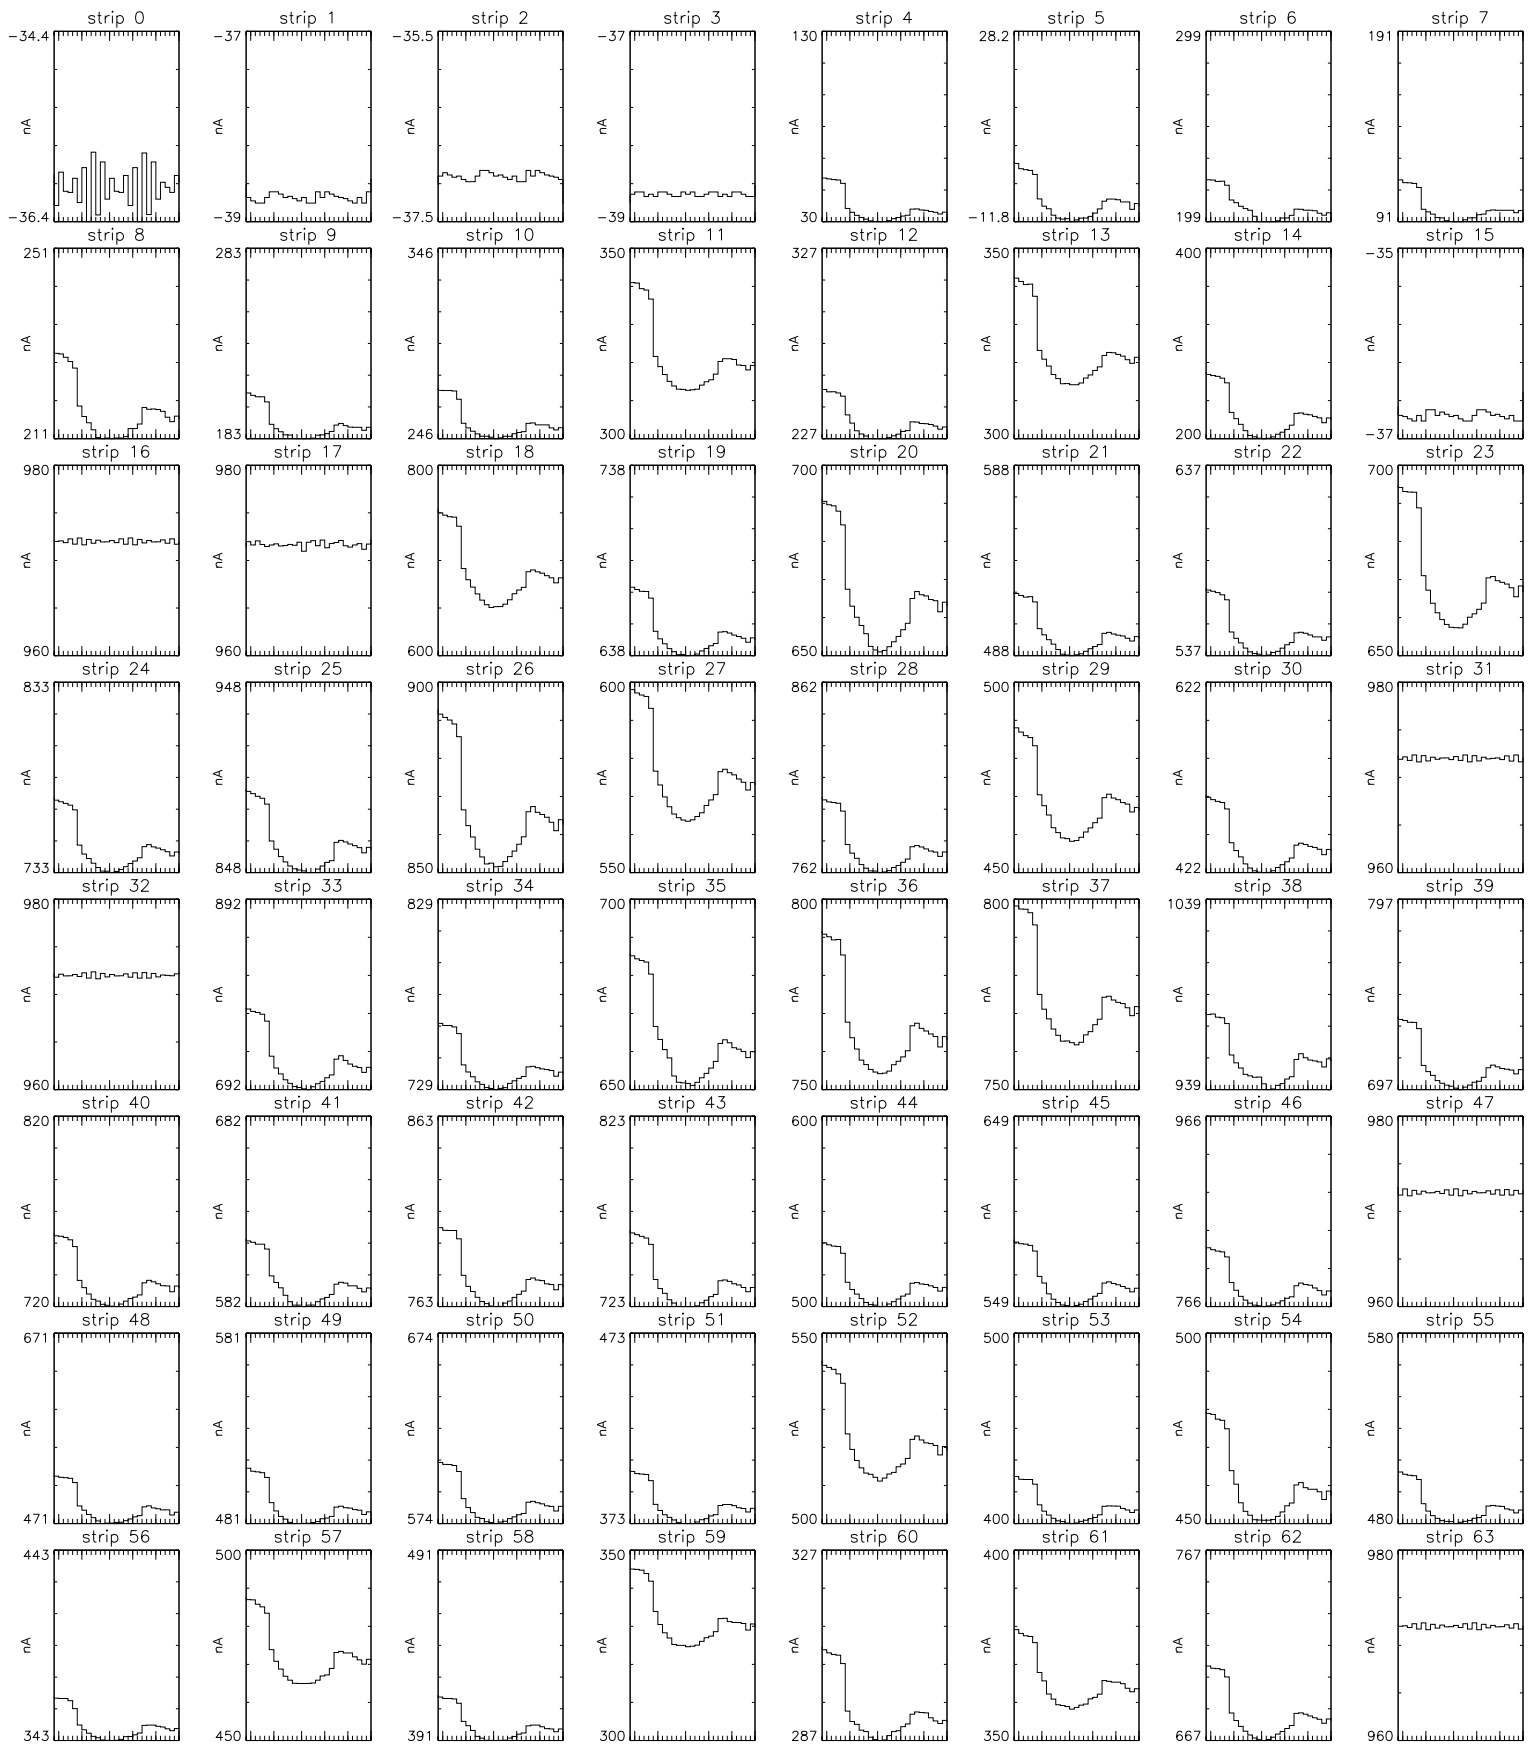 strip 0 strip 1 strip 2 strip 3 strip 4 strip 5 strip 6 strip 7
−34.4 −37 −35.5 −37 130 28.2 299 191
nA nA nA nA nA nA nA nA
−36.4 −39 −37.5 −39 30 −11.8 199 91
strip 8 strip 9 strip 10 strip 11 strip 12 strip 13 strip 14 strip 15
251 283 346 350 327 350 400 −35
nA nA nA nA nA nA nA nA
211 183 246 300 227 300 200 −37
strip 16 strip 17 strip 18 strip 19 strip 20 strip 21 strip 22 strip 23
980 980 800 738 700 588 637 700
nA nA nA nA nA nA nA nA
960 960 600 638 650 488 537 650
strip 24 strip 25 strip 26 strip 27 strip 28 strip 29 strip 30 strip 31
833 948 900 600 862 500 622 980
nA nA nA nA nA nA nA nA
733 848 850 550 762 450 422 960
strip 32 strip 33 strip 34 strip 35 strip 36 strip 37 strip 38 strip 39
980 892 829 700 800 800 1039 797
nA nA nA nA nA nA nA nA
960 692 729 650 750 750 939 697
strip 40 strip 41 strip 42 strip 43 strip 44 strip 45 strip 46 strip 47
820 682 863 823 600 649 966 980
nA nA nA nA nA nA nA nA
720 582 763 723 500 549 766 960
strip 48 strip 49 strip 50 strip 51 strip 52 strip 53 strip 54 strip 55
671 581 674 473 550 500 500 580
nA nA nA nA nA nA nA nA
471 481 574 373 500 400 450 480
strip 56 strip 57 strip 58 strip 59 strip 60 strip 61 strip 62 strip 63
443 500 491 350 327 400 767 980
nA nA nA nA nA nA nA nA
343 450 391 300 287 350 667 960